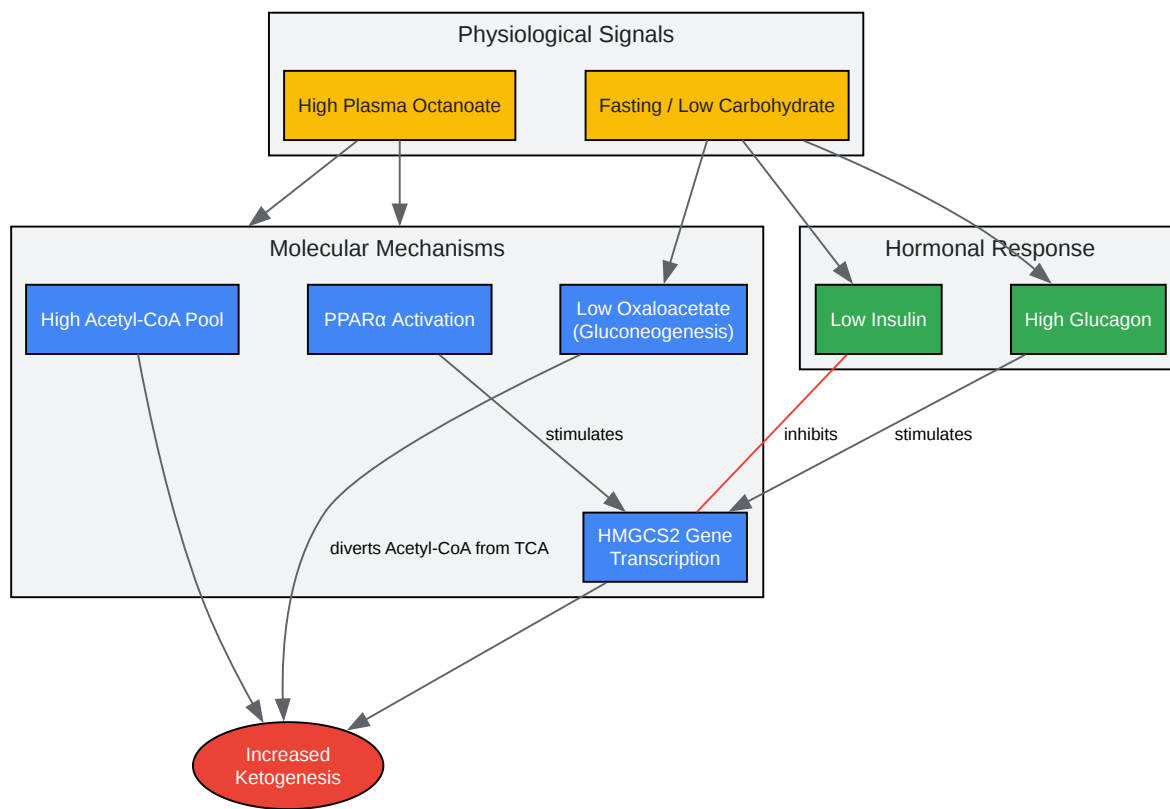 Physiological Signals
High Plasma Octanoate
Fasting / Low Carbohydrate
Molecular Mechanisms
Hormonal Response
High Acetyl-CoA Pool
PPARα Activation
Low Oxaloacetate
(Gluconeogenesis)
Low Insulin
High Glucagon
stimulates
inhibits
stimulates
diverts Acetyl-CoA from TCA
HMGCS2 Gene
Transcription
Increased
Ketogenesis